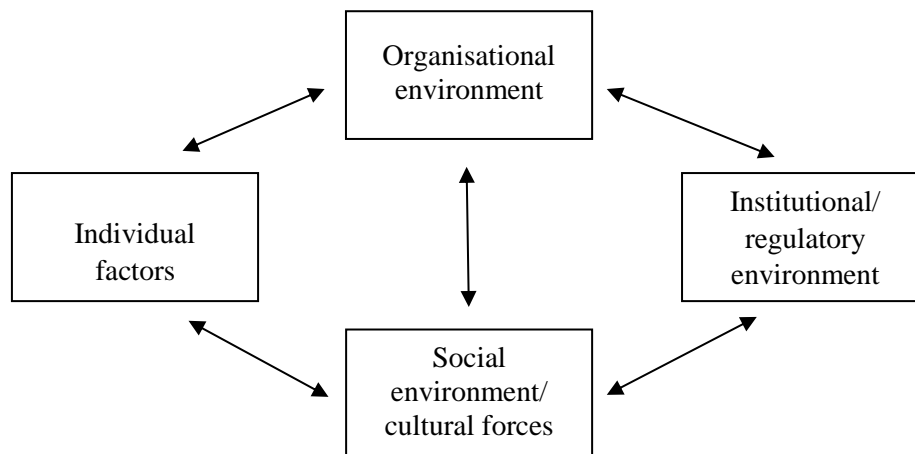 Organisational
environment
Individual
factors
Institutional/
regulatory
environment
Social
environment/
cultural forces